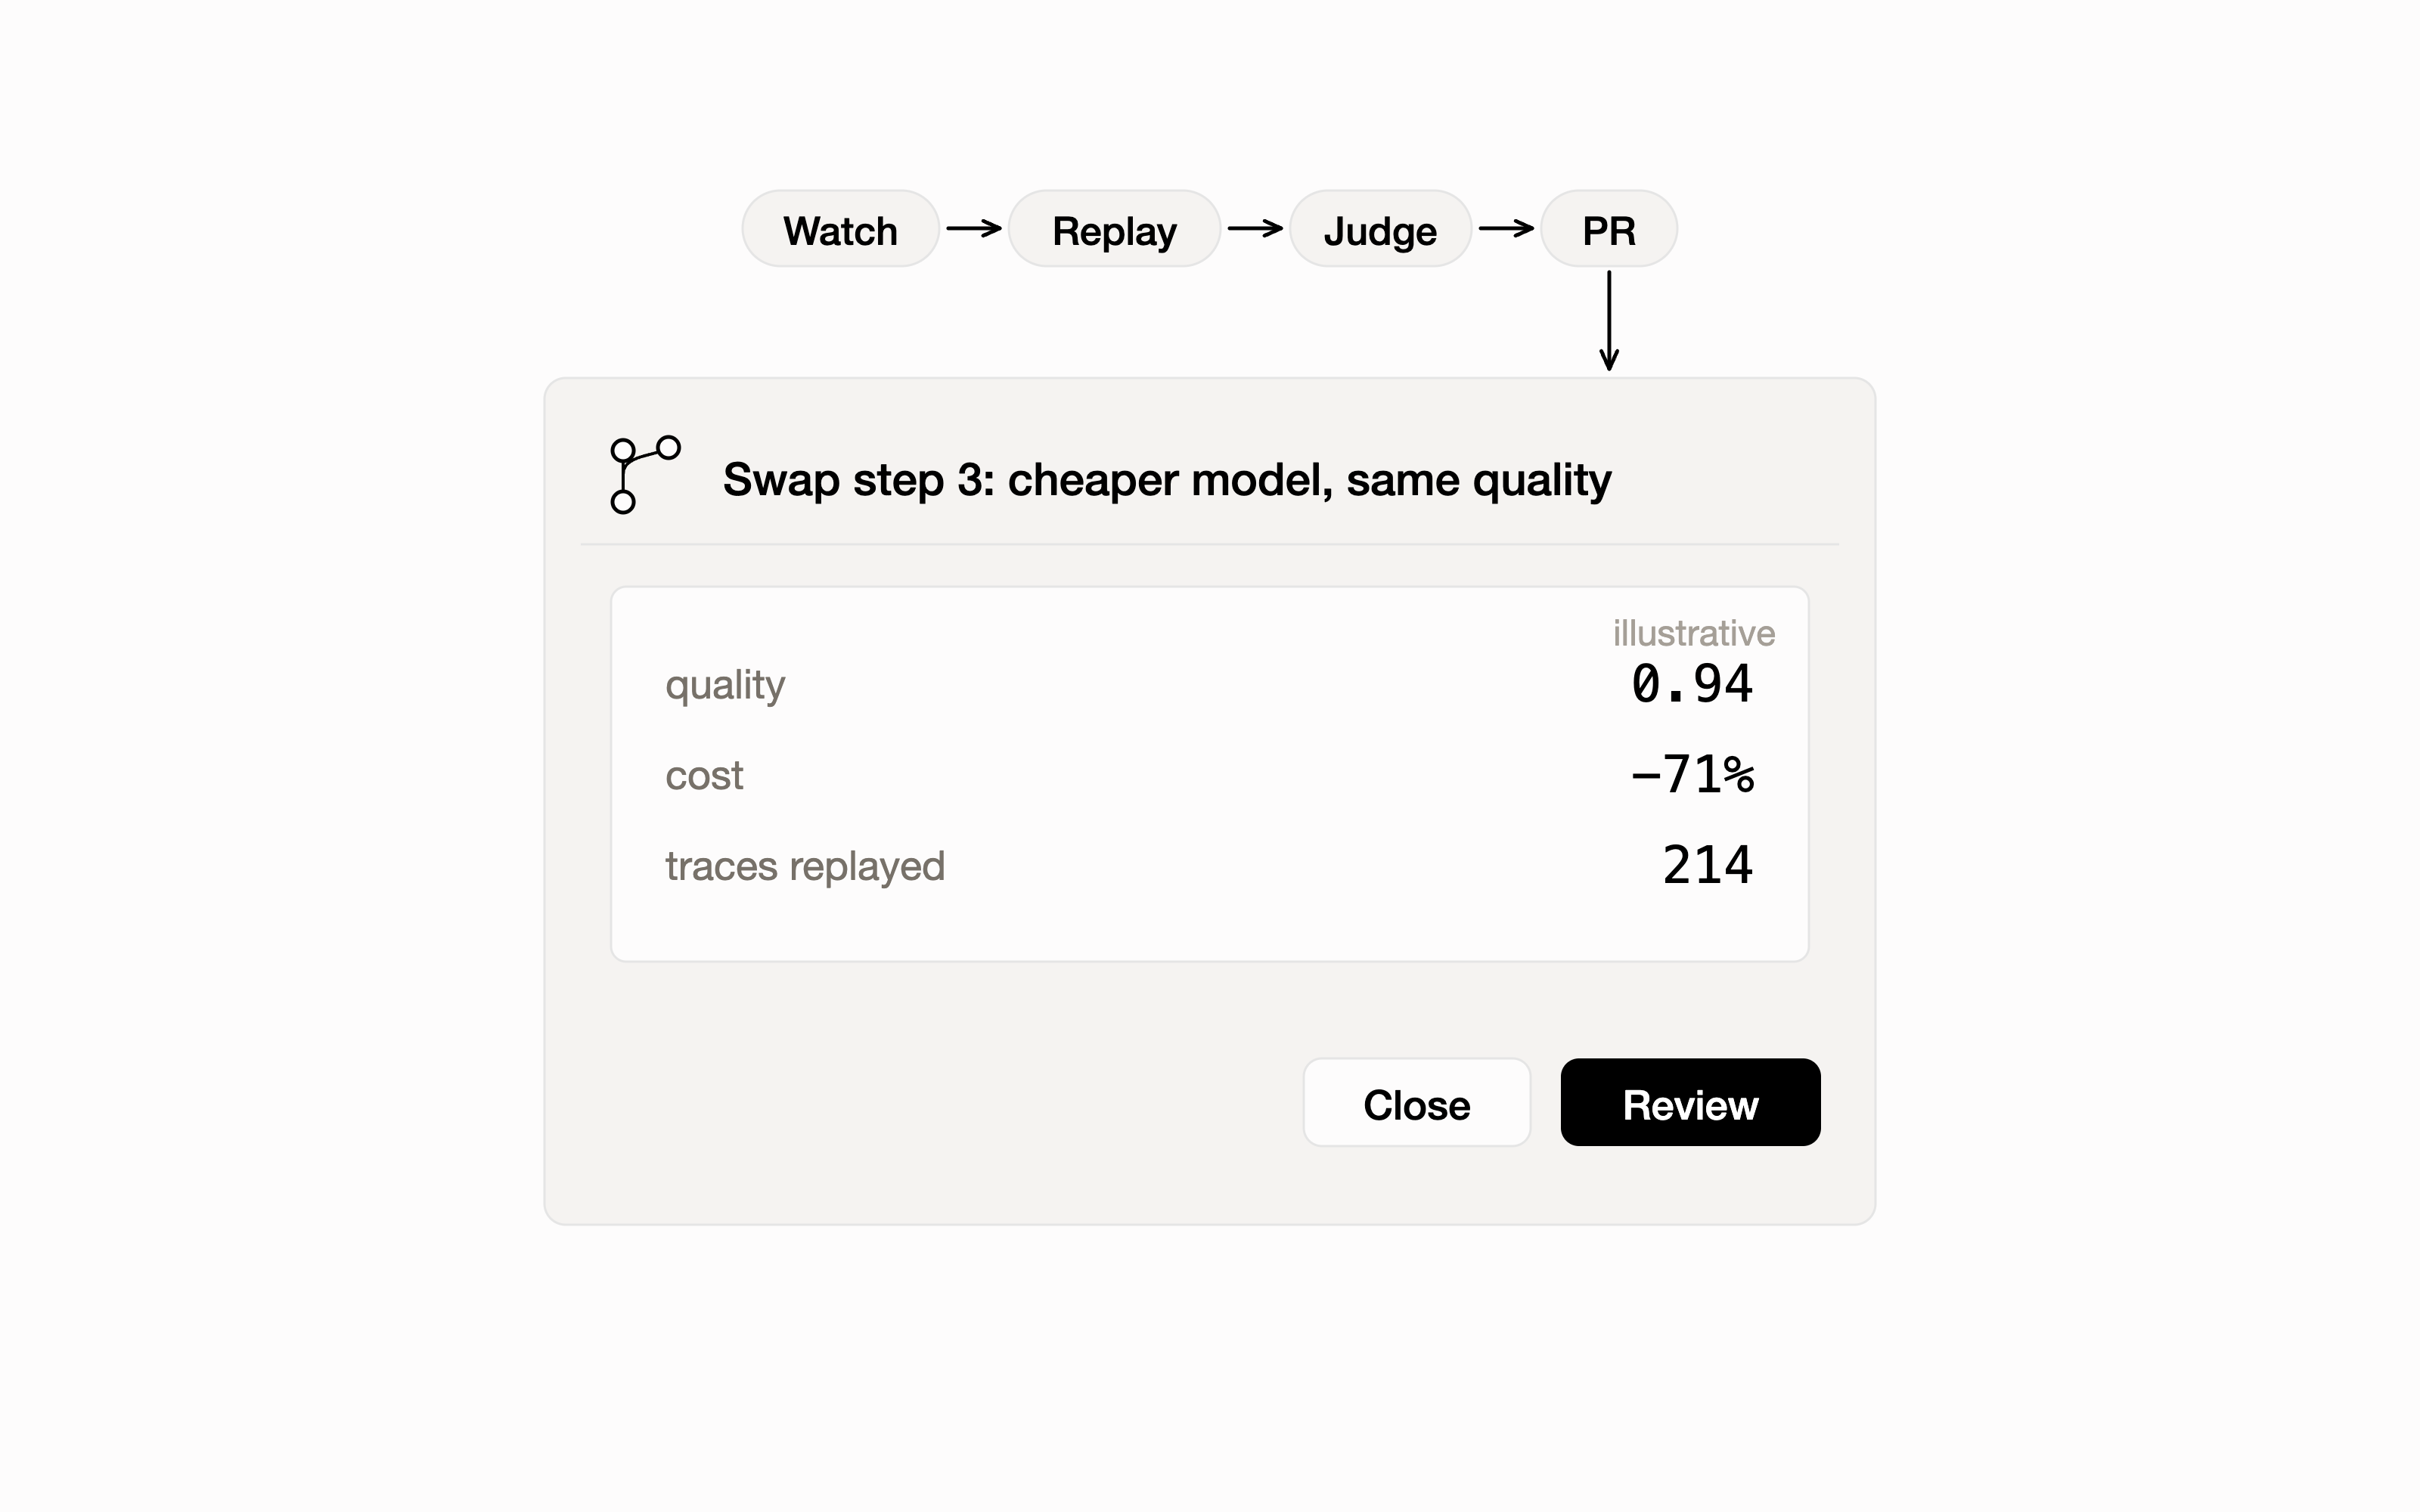 Watch Replay Judge PR
Swap step 3: cheaper model, same quality
illustrative
quality 0.94
cost −71%
traces replayed 214
Close Review